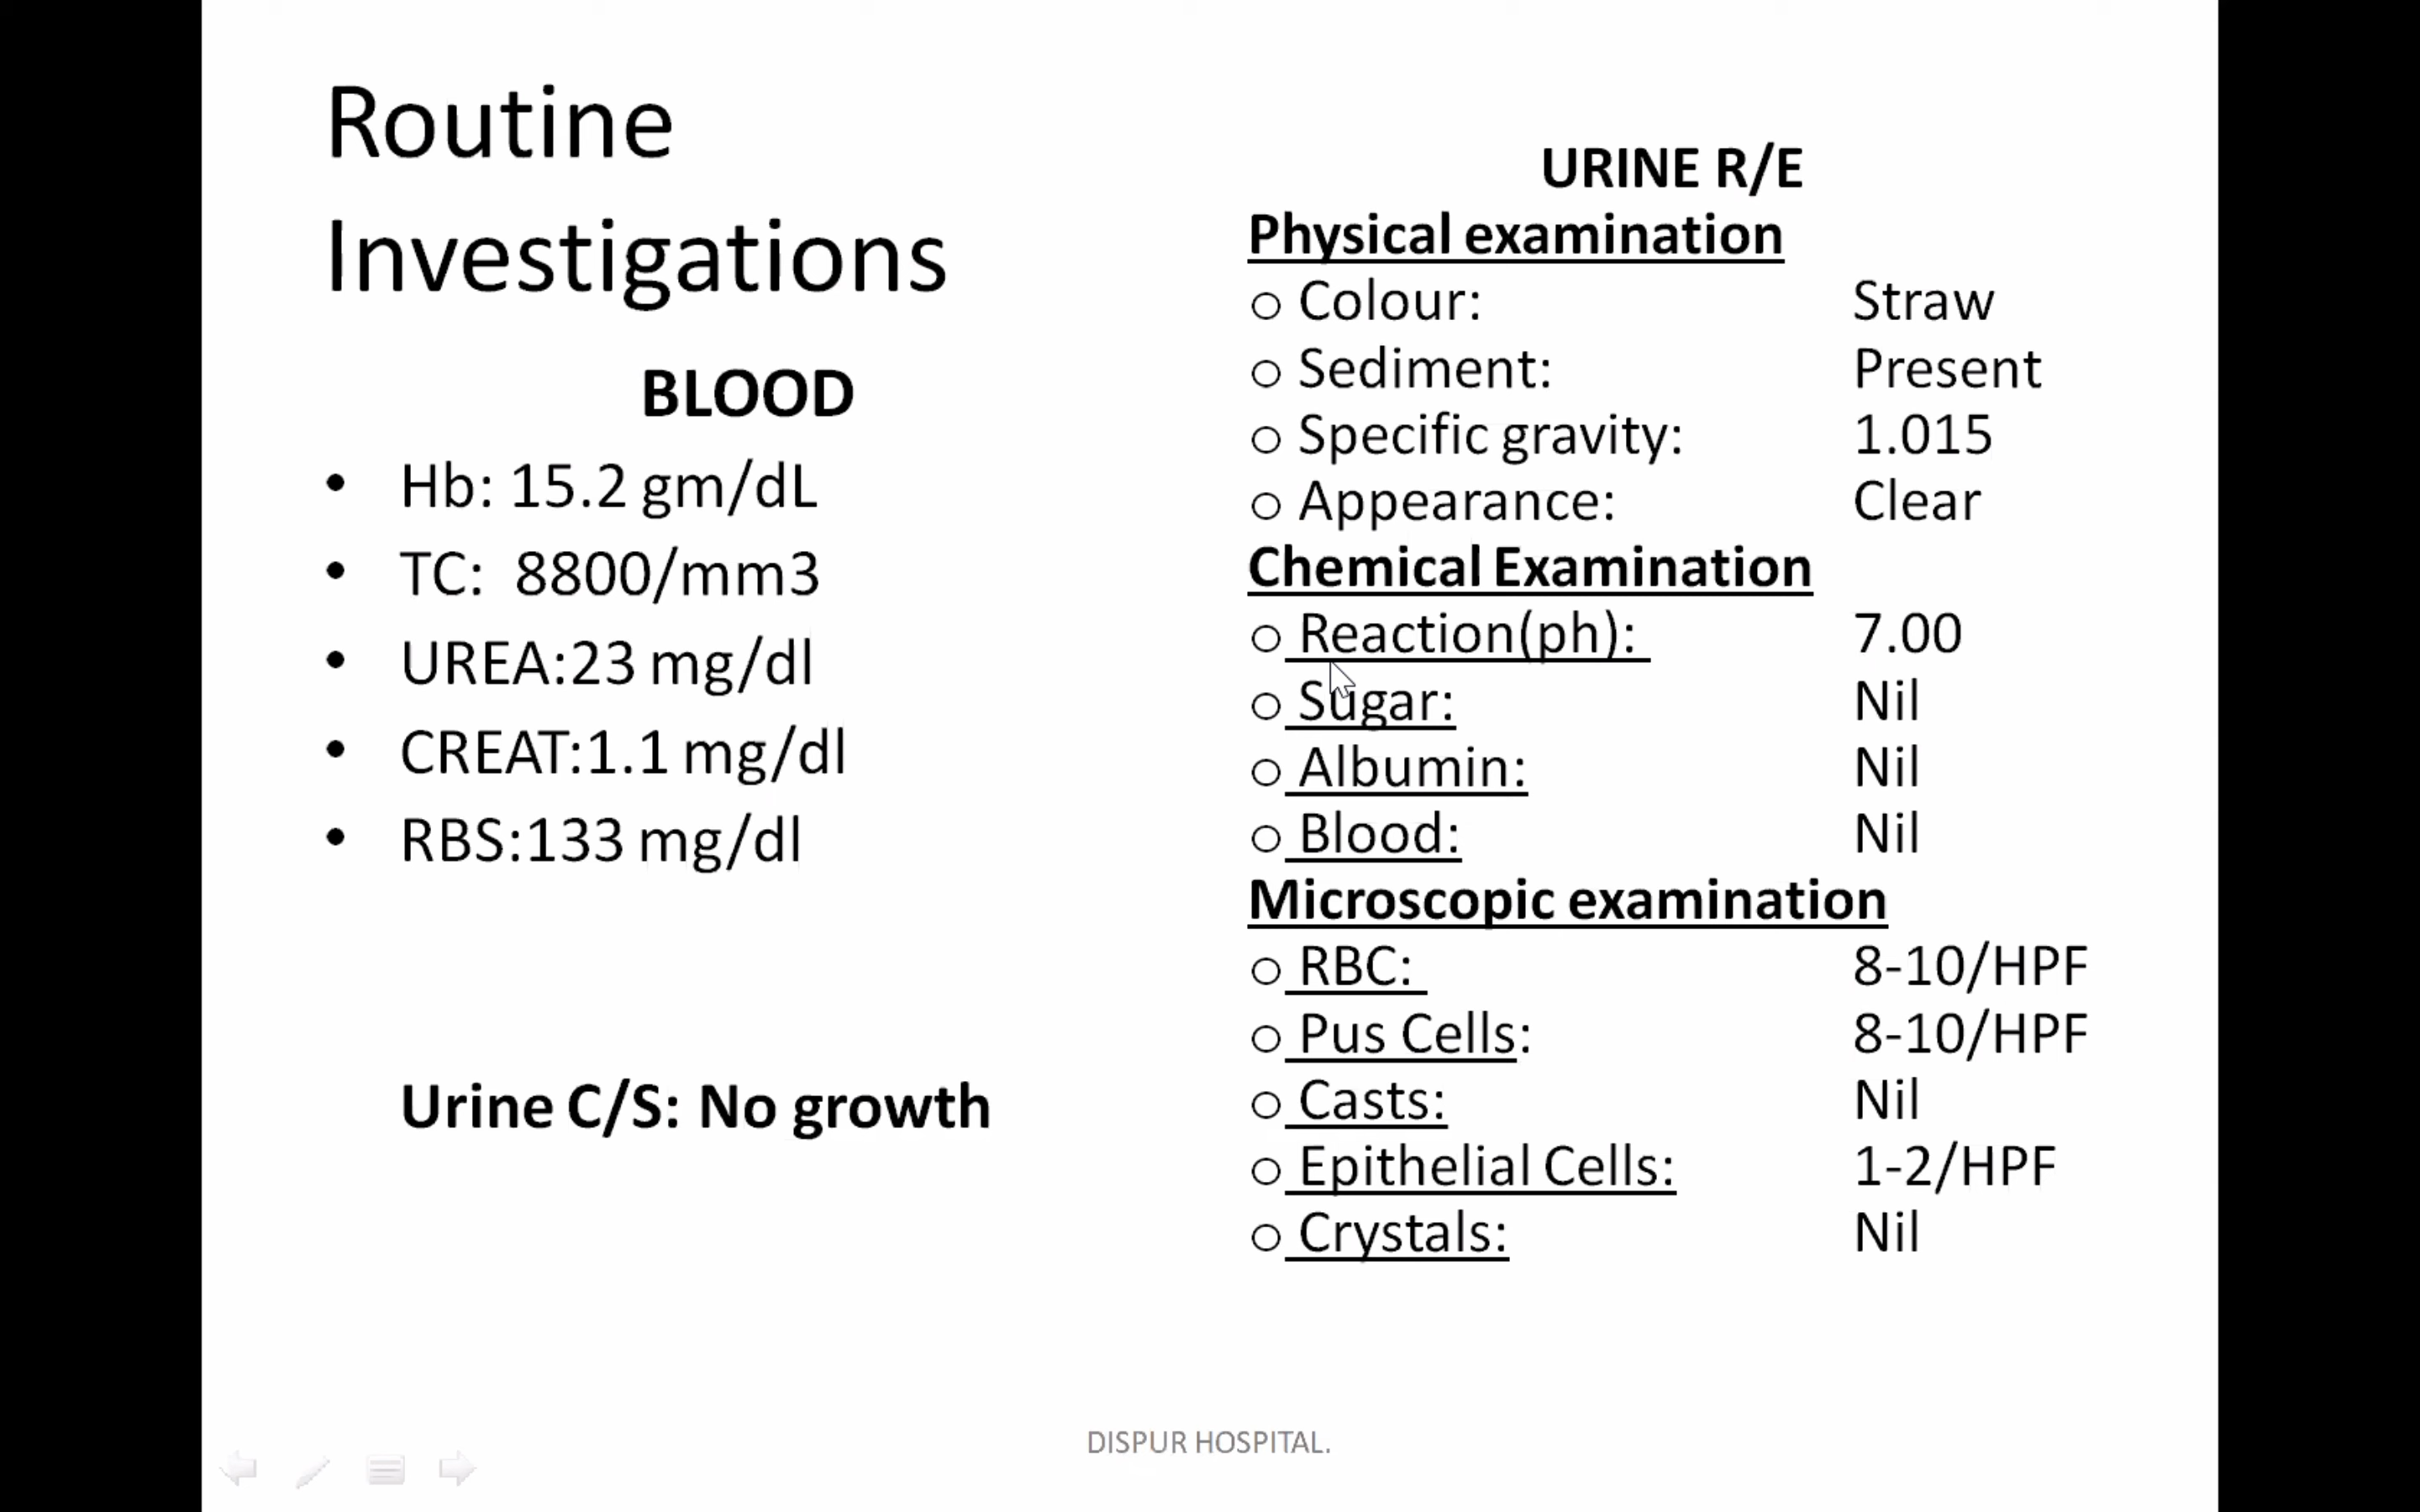 Routine
Investigations
BLOOD
• Hb: 15.2 gm/dL
• TC: 8800/mm3
• UREA:23 mg/dl
• CREAT:1.1 mg/dl
• RBS:133 mg/dl
Urine C/S: No growth
URINE R/E
Physical examination
o Colour: Straw
o Sediment: Present
o Specific gravity: 1.015
o Appearance: Clear
Chemical Examination
o Reaction(ph): 7.00
o Sugar: Nil
o Albumin: Nil
o Blood: Nil
Microscopic examination
o RBC: 8-10/HPF
o Pus Cells: 8-10/HPF
o Casts: Nil
o Epithelial Cells: 1-2/HPF
o Crystals: Nil
DISPUR HOSPITAL.